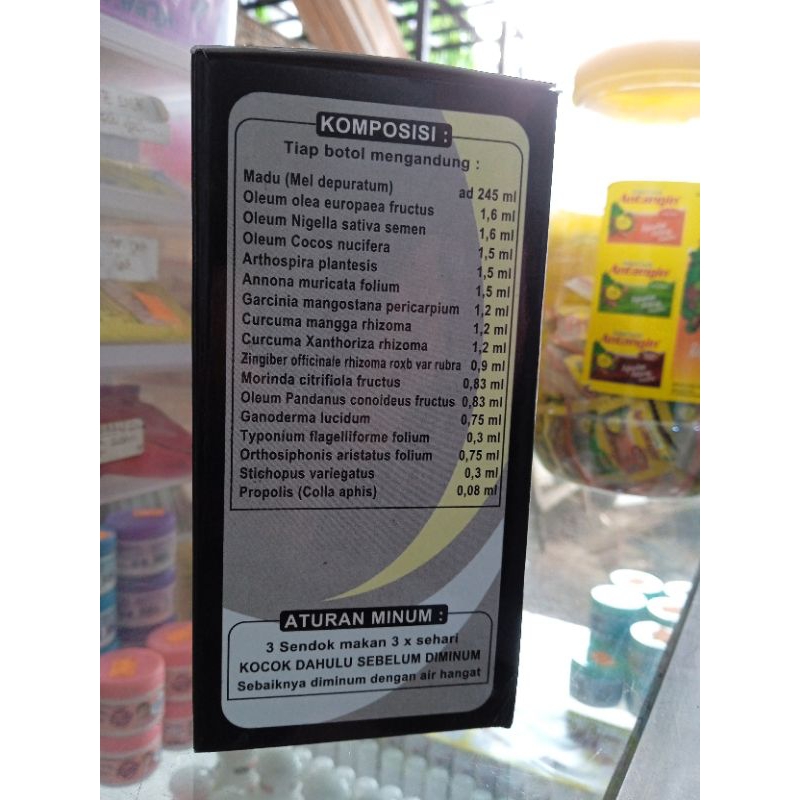 KOMPOSISI :
Tiap botol mengandung :
Madu (Mel depuratum) ad 245 ml
Oleum olea europaea fructus 1,6 ml
Oleum Nigella sativa semen 1,6 ml
Oleum Cocos nucifera 1,5 ml
Arthospira plantesis 1,5 ml
Annona muricata folium 1,5 ml
Garcinia mangostana pericarpium 1,2 ml
Curcuma mangga rhizoma 1,2 ml
Curcuma Xanthoriza rhizoma 1,2 ml
Zingiber officinale rhizoma roxb var rubra 0,9 ml
Morinda citrifiola fructus 0,83 ml
Oleum Pandanus conoideus fructus 0,83 ml
Ganoderma lucidum 0,75 ml
Typonium flagelliforme folium 0,3 ml
Orthosiphonis aristatus folium 0,75 ml
Stichopus variegatus 0,3 ml
Propolis (Colla aphis) 0,08 ml
ATURAN MINUM :
3 Sendok makan 3 x sehari
KOCOK DAHULU SEBELUM DIMINUM
Sebaiknya diminum dengan air hangat
Antangin
Antangin
Antangin